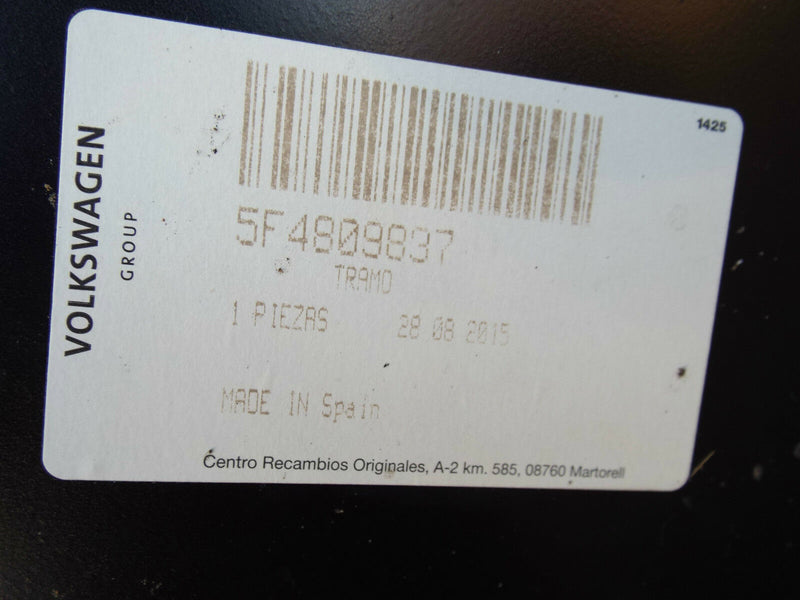 VOLKSWAGEN
GROUP
1425
5F4809837
TRAMO
1 PIEZAS 28 08 2015
MADE IN Spain
Centro Recambios Originales, A-2 km. 585, 08760 Martorell